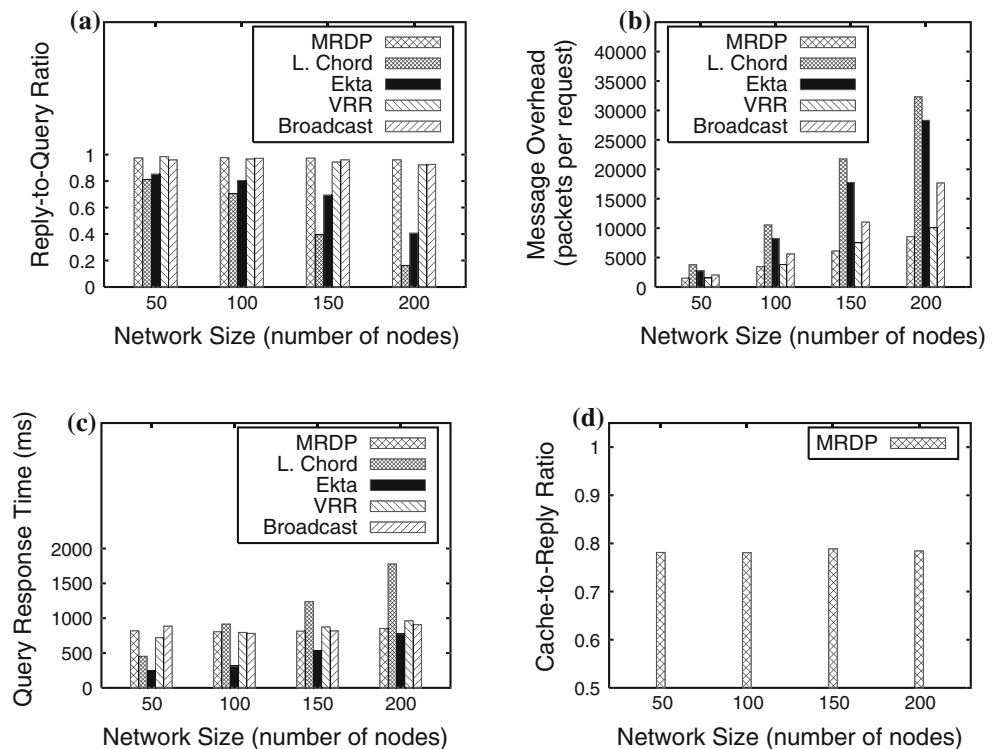 (a)
MRDP
L. Chord
Ekta
VRR
Broadcast
Reply-to-Query Ratio
1
0.8
0.6
0.4
0.2
0
50 100 150 200
Network Size (number of nodes)
(b)
MRDP
L. Chord
Ekta
VRR
Broadcast
Message Overhead
(packets per request)
40000
35000
30000
25000
20000
15000
10000
5000
0
50 100 150 200
Network Size (number of nodes)
(c)
MRDP
L. Chord
Ekta
VRR
Broadcast
Query Response Time (ms)
2000
1500
1000
500
0
50 100 150 200
Network Size (number of nodes)
(d)
MRDP
Cache-to-Reply Ratio
1
0.9
0.8
0.7
0.6
0.5
50 100 150 200
Network Size (number of nodes)